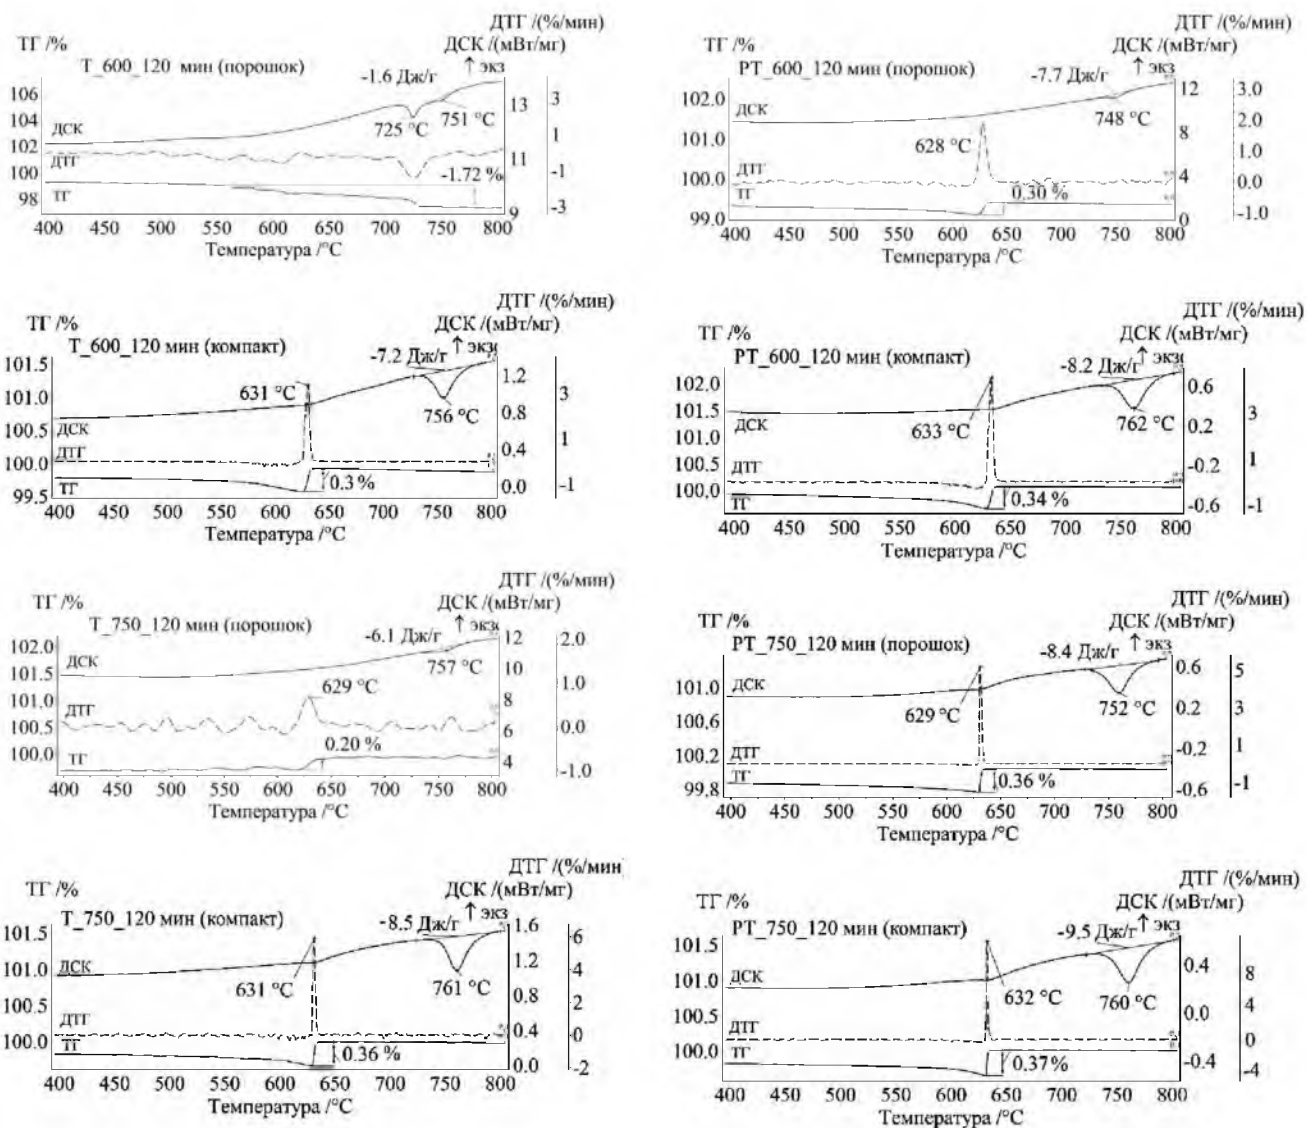 ДТГ /(%/мин)
ТГ /%
ДСК /(мВт/мг)
Т_600_120 мин (порошок)
-1.6 Дж/г
↑ экз
106
104
102
100
98
13
11
9
3
1
-1
-3
ДСК
725 °C
751 °C
ДТГ
-1.72 %
ТГ
400 450 500 550 600 650 700 750 800
Температура /°C
ДТГ /(%/мин)
ТГ /%
ДСК /(мВт/мг)
РТ_600_120 мин (порошок)
-7.7 Дж/г
↑ экз
102.0
101.5
101.0
100.0
99.0
12
8
4
0
3.0
2.0
1.0
0.0
-1.0
ДСК
748 °C
628 °C
ДТГ
0.30 %
ТГ
400 450 500 550 600 650 700 750 800
Температура /°C
ДТГ /(%/мин)
ТГ /%
ДСК /(мВт/мг)
Т_600_120 мин (компакт)
-7.2 Дж/г
↑ экзо
101.5
101.0
100.5
100.0
99.5
1.2
0.8
0.4
0.0
3
1
-1
631 °C
756 °C
ДСК
ДТГ
0.3 %
ТГ
400 450 500 550 600 650 700 750 800
Температура /°C
ДТГ /(%/мин)
ТГ /%
ДСК /(мВт/мг)
РТ_600_120 мин (компакт)
-8.2 Дж/г
↑ экзо
102.0
101.5
101.0
100.5
100.0
0.6
0.2
-0.2
-0.6
3
1
-1
ДСК
633 °C
762 °C
ДТГ
0.34 %
ТГ
400 450 500 550 600 650 700 750 800
Температура /°C
ДТГ /(%/мин)
ТГ /%
ДСК /(мВт/мг)
Т_750_120 мин (порошок)
-6.1 Дж/г
↑ экзо
102.0
101.5
101.0
100.5
100.0
12
10
8
6
4
2.0
1.0
0.0
-1.0
ДСК
757 °C
629 °C
ДТГ
0.20 %
ТГ
400 450 500 550 600 650 700 750 800
Температура /°C
ДТГ /(%/мин)
ТГ /%
ДСК /(мВт/мг)
РТ_750_120 мин (порошок)
-8.4 Дж/г
↑ экз
101.0
100.6
100.2
99.8
0.6
0.2
-0.2
-0.6
5
3
1
-1
ДСК
629 °C
752 °C
ДТГ
0.36 %
ТГ
400 450 500 550 600 650 700 750 800
Температура /°C
ДТГ /(%/мин
ТГ /%
ДСК /(мВт/мг)
Т_750_120 мин (компакт)
-8.5 Дж/г
↑ экз
101.5
101.0
100.5
100.0
1.6
1.2
0.8
0.4
0.0
6
4
2
0
-2
ДСК
631 °C
761 °C
ДТГ
0.36 %
ТГ
400 450 500 550 600 650 700 750 800
Температура /°C
ДТГ /(%/мин)
ТГ /%
ДСК /(мВт/мг)
РТ_750_120 мин (компакт)
-9.5 Дж/г
↑ экз
101.5
101.0
100.5
100.0
0.4
0.0
-0.4
8
4
0
-4
ДСК
632 °C
760 °C
ДТГ
0.37%
ТГ
400 450 500 550 600 650 700 750 800
Температура /°C